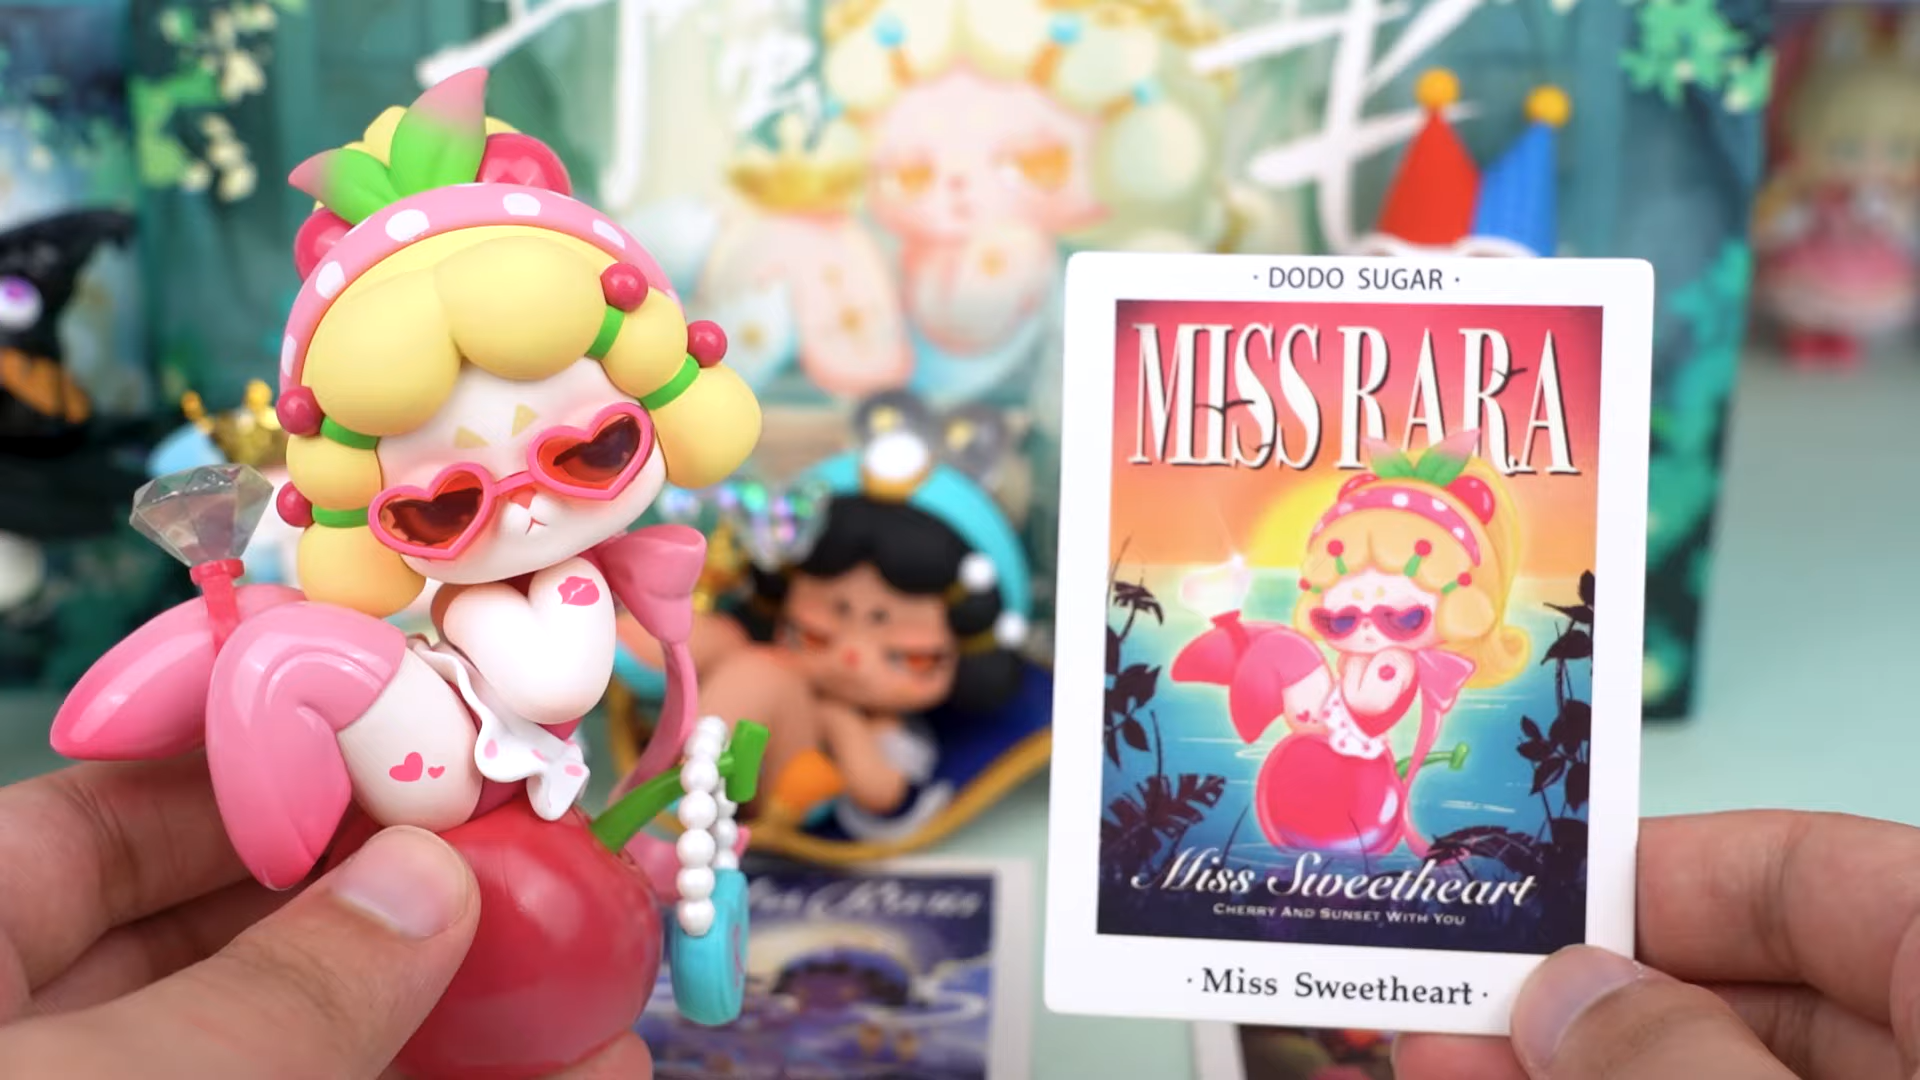 · DODO SUGAR ·
MISS RARA
Miss Sweetheart
CHERRY AND SUNSET WITH YOU
· Miss Sweetheart ·